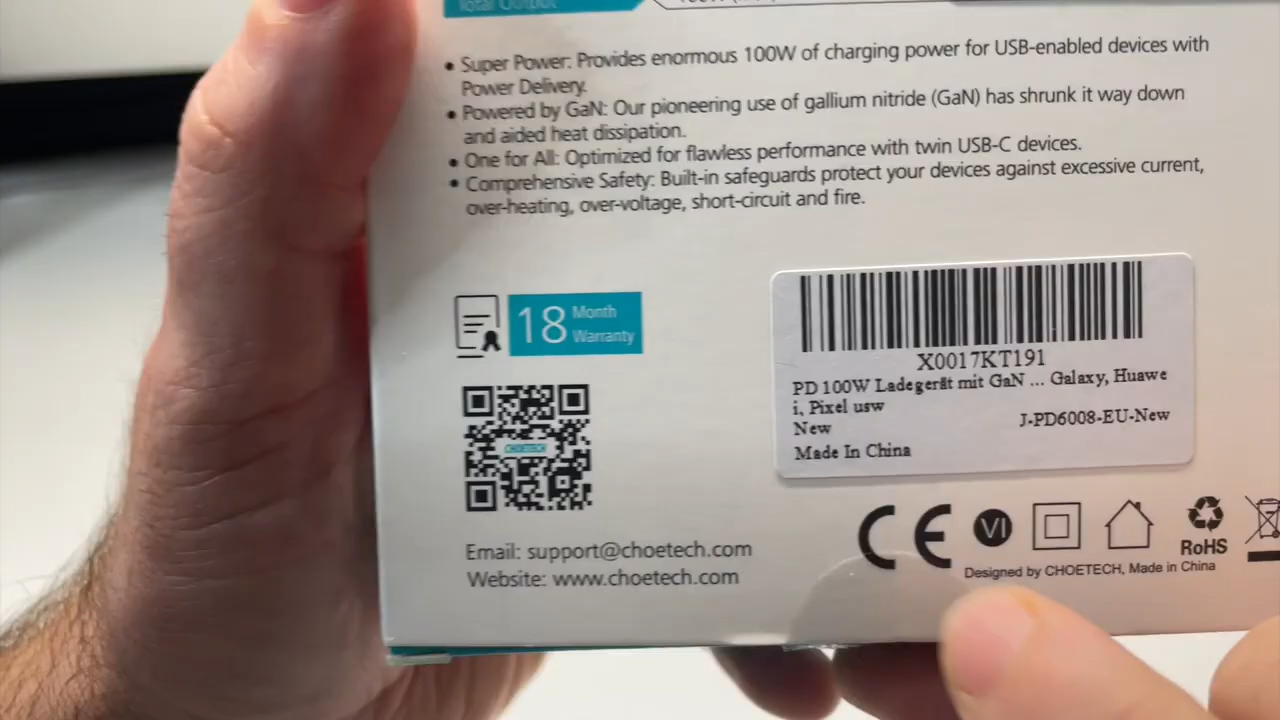 Total Output
• Super Power: Provides enormous 100W of charging power for USB-enabled devices with
Power Delivery.
• Powered by GaN: Our pioneering use of gallium nitride (GaN) has shrunk it way down
and aided heat dissipation.
• One for All: Optimized for flawless performance with twin USB-C devices.
• Comprehensive Safety: Built-in safeguards protect your devices against excessive current,
over-heating, over-voltage, short-circuit and fire.
18 Month
Warranty
X0017KT191
PD 100W Ladegerät mit GaN ... Galaxy, Huawe
i, Pixel usw
New
J-PD6008-EU-New
Made In China
CHOETECH
Email: support@choetech.com
Website: www.choetech.com
CE VI
RoHS
Designed by CHOETECH, Made in China